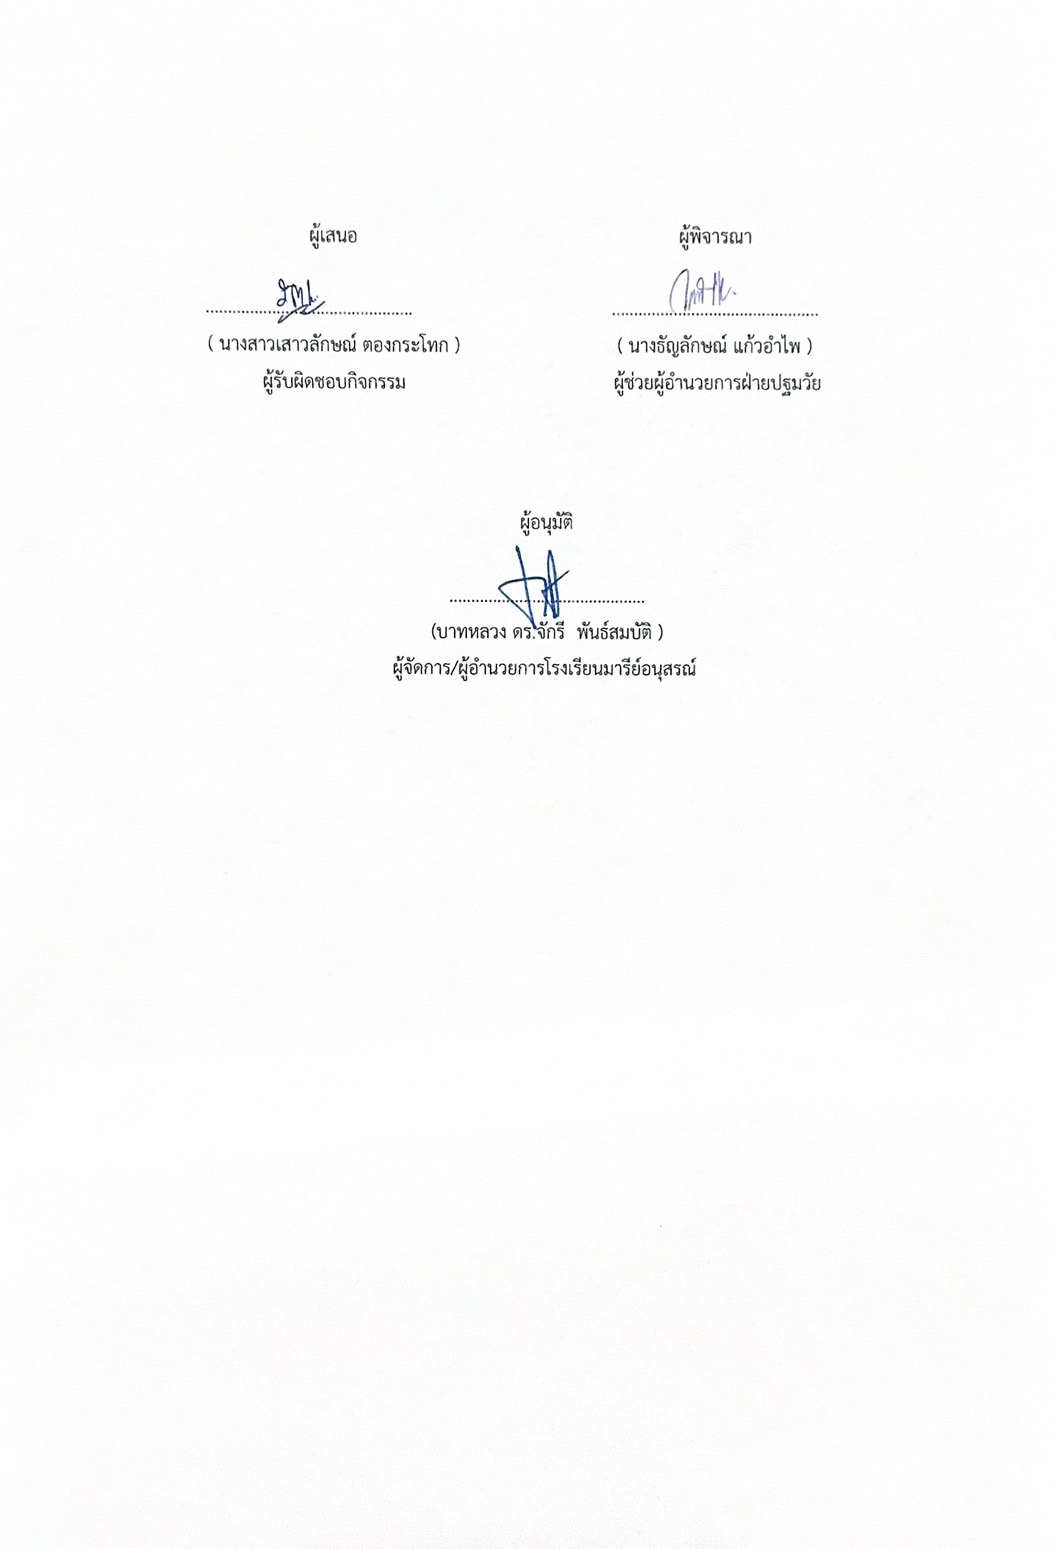 ผู้เสนอ
( นางสาวเสาวลักษณ์ ตองกระโทก )
ผู้รับผิดชอบกิจกรรม
ผู้พิจารณา
( นางธัญลักษณ์ แก้วอำไพ )
ผู้ช่วยผู้อำนวยการฝ่ายปฐมวัย
ผู้อนุมัติ
(บาทหลวง ดร.จักรี พันธ์สมบัติ )
ผู้จัดการ/ผู้อำนวยการโรงเรียนมารีย์อนุสรณ์